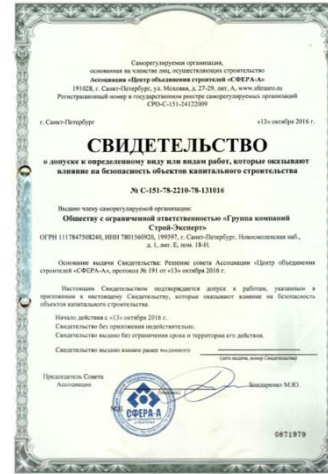 Саморегулируемая организация,
основанная на членстве лиц, осуществляющих строительство
Ассоциация «Центр объединения строителей «СФЕРА-А»
191028, г. Санкт-Петербург, ул. Моховая, д. 27-29, лит. А, www.sferasro.ru
Регистрационный номер в государственном реестре саморегулируемых организаций
СРО-С-151-24122009
г. Санкт-Петербург «13» октября 2016 г.
СВИДЕТЕЛЬСТВО
о допуске к определенному виду или видам работ, которые оказывают
влияние на безопасность объектов капитального строительства
№ С-151-78-2210-78-131016
Выдано члену саморегулируемой организации:
Обществу с ограниченной ответственностью «Группа компаний
Строй-Эксперт»
ОГРН 1117847508240, ИНН 7801560920, 199397, г. Санкт-Петербург, Новосмоленская наб.,
д. 1, лит. Е, пом. 18-Н.
Основание выдачи Свидетельства: Решение совета Ассоциации «Центр объединения
строителей «СФЕРА-А», протокол № 191 от «13» октября 2016 г.
Настоящим Свидетельством подтверждается допуск к работам, указанным в
приложении к настоящему Свидетельству, которые оказывают влияние на безопасность
объектов капитального строительства.
Начало действия с «13» октября 2016 г.
Свидетельство без приложения недействительно.
Свидетельство выдано без ограничения срока и территории его действия.
Свидетельство выдано взамен ранее выданного
(дата выдачи, номер Свидетельства)
Председатель Совета
Ассоциации Бондаренко М.Ю.
М.П.
СФЕРА-А
0871979